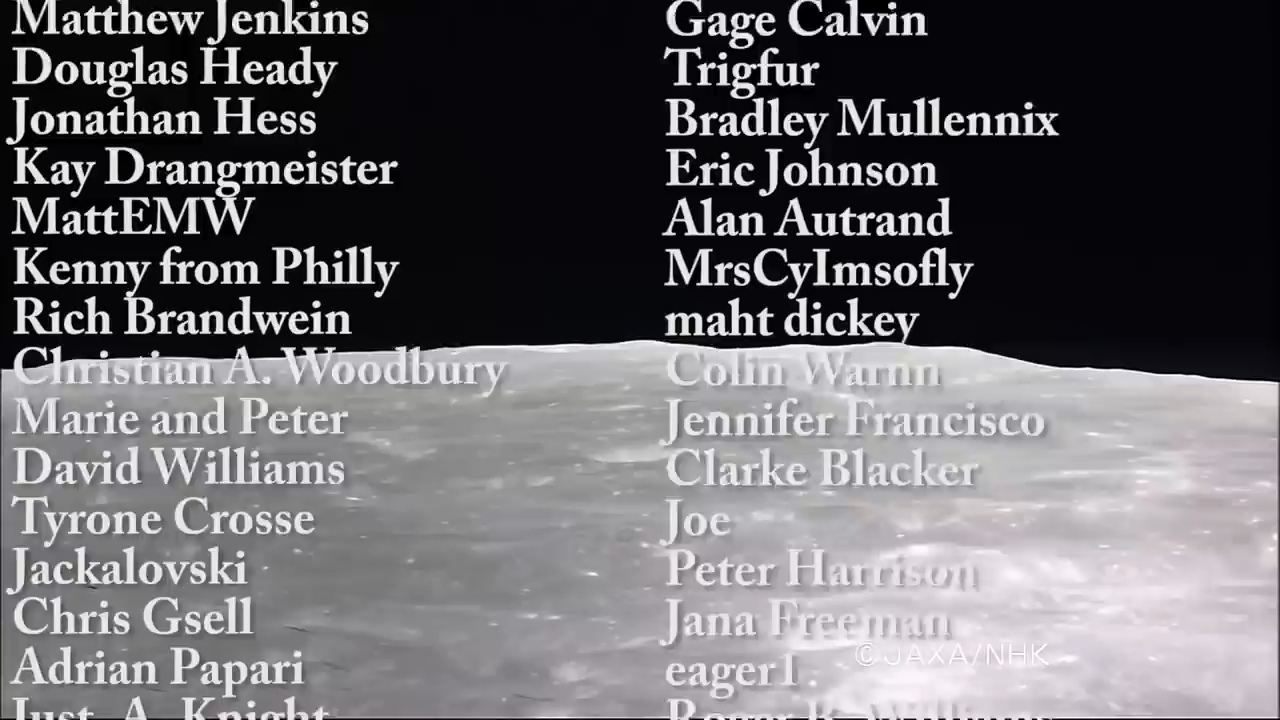 Matthew Jenkins
Douglas Heady
Jonathan Hess
Kay Drangmeister
MattEMW
Kenny from Philly
Rich Brandwein
Christian A. Woodbury
Marie and Peter
David Williams
Tyrone Crosse
Jackalovski
Chris Gsell
Adrian Papari
Just_A_Knight
Gage Calvin
Trigfur
Bradley Mullennix
Eric Johnson
Alan Autrand
MrsCyImsofly
maht dickey
Colin Warnn
Jennifer Francisco
Clarke Blacker
Joe
Peter Harrison
Jana Freeman
eager1 .
©JAXA/NHK